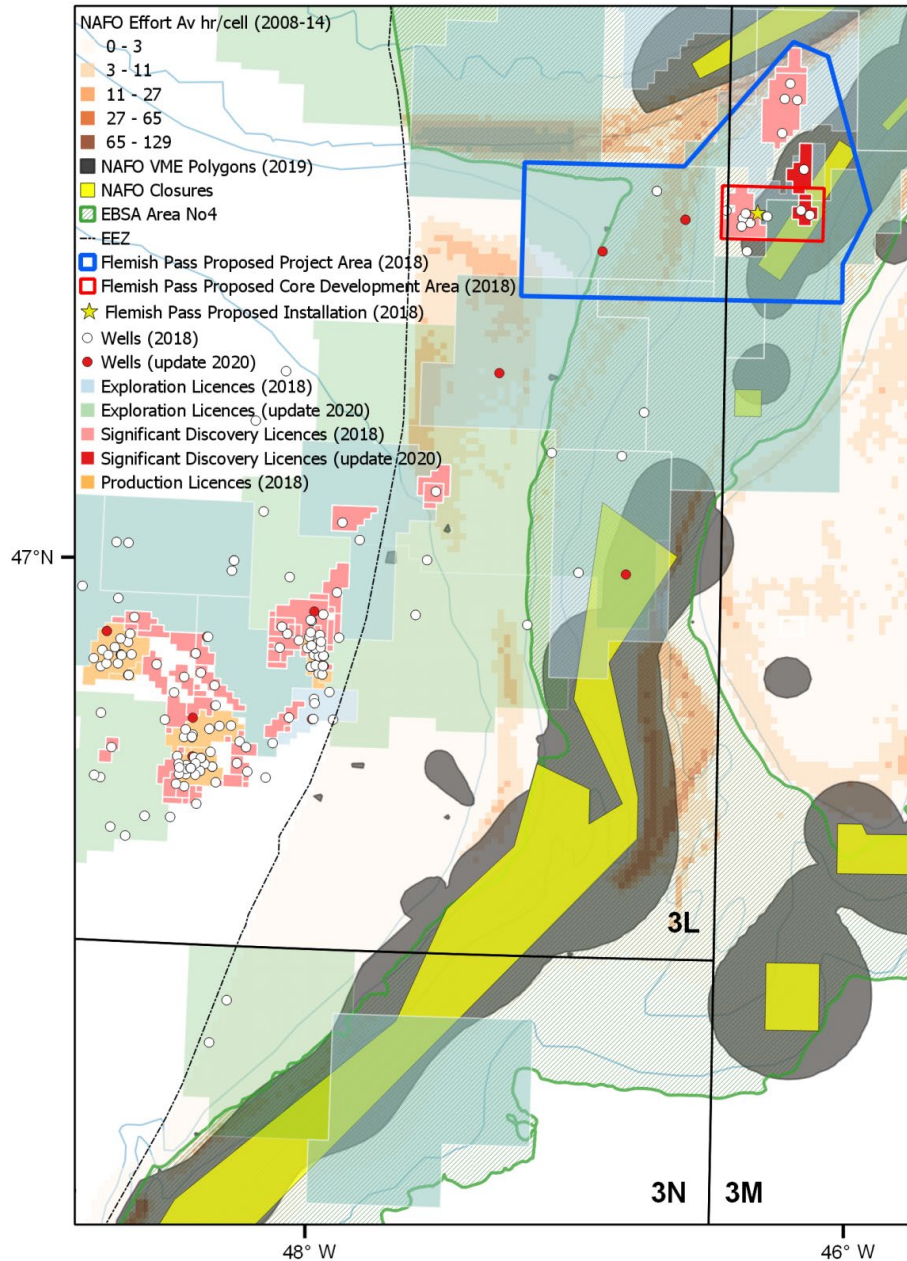 NAFO Effort Av hr/cell (2008-14)
0 - 3
3 - 11
11 - 27
27 - 65
65 - 129
NAFO VME Polygons (2019)
NAFO Closures
EBSA Area No4
EEZ
Flemish Pass Proposed Project Area (2018)
Flemish Pass Proposed Core Development Area (2018)
Flemish Pass Proposed Installation (2018)
Wells (2018)
Wells (update 2020)
Exploration Licences (2018)
Exploration Licences (update 2020)
Significant Discovery Licences (2018)
Significant Discovery Licences (update 2020)
Production Licences (2018)
47°N
3L
3N
3M
48° W
46° W